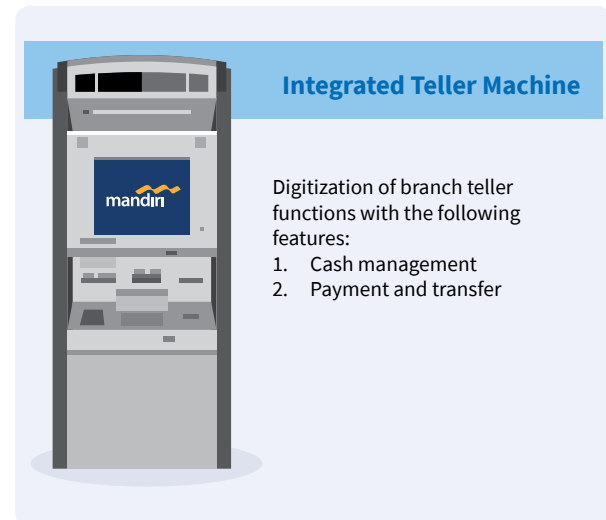 Integrated Teller Machine
mandiri
Digitization of branch teller
functions with the following
features:
1. Cash management
2. Payment and transfer